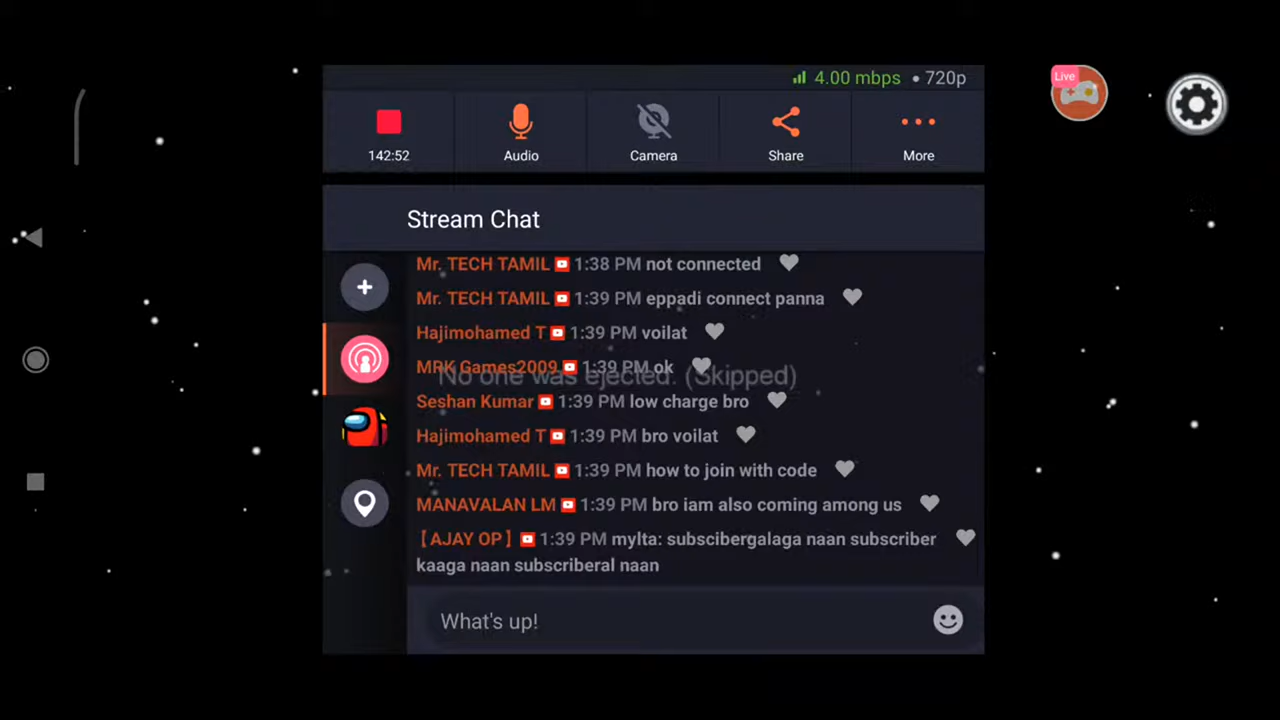 4.00 mbps • 720p
Live
142:52
Audio
Camera
Share
More
Stream Chat
Mr. TECH TAMIL 1:38 PM not connected
Mr. TECH TAMIL 1:39 PM eppadi connect panna
Hajimohamed T 1:39 PM voilat
MRK Games2009 1:39 PM ok
No one was ejected. (Skipped)
Seshan Kumar 1:39 PM low charge bro
Hajimohamed T 1:39 PM bro voilat
Mr. TECH TAMIL 1:39 PM how to join with code
MANAVALAN LM 1:39 PM bro iam also coming among us
【AJAY OP】 1:39 PM mylta: subscibergalaga naan subscriber
kaaga naan subscriberal naan
What's up!